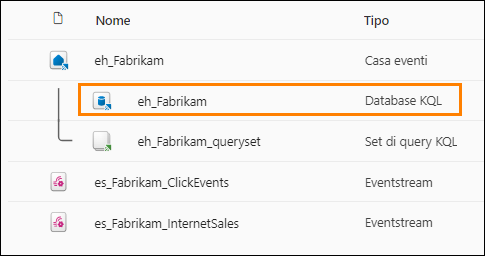 Nome Tipo
eh_Fabrikam Casa eventi
eh_Fabrikam Database KQL
eh_Fabrikam_queryset Set di query KQL
es_Fabrikam_ClickEvents Eventstream
es_Fabrikam_InternetSales Eventstream